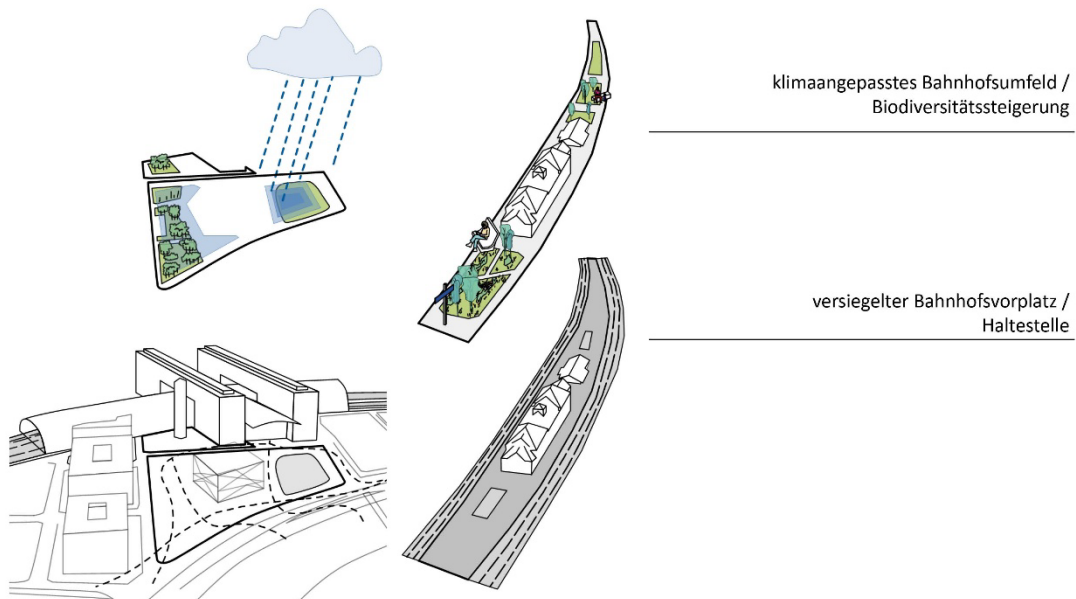 klimaangepasstes Bahnhofsumfeld /
Biodiversitätssteigerung
versiegelter Bahnhofsvorplatz /
Haltestelle